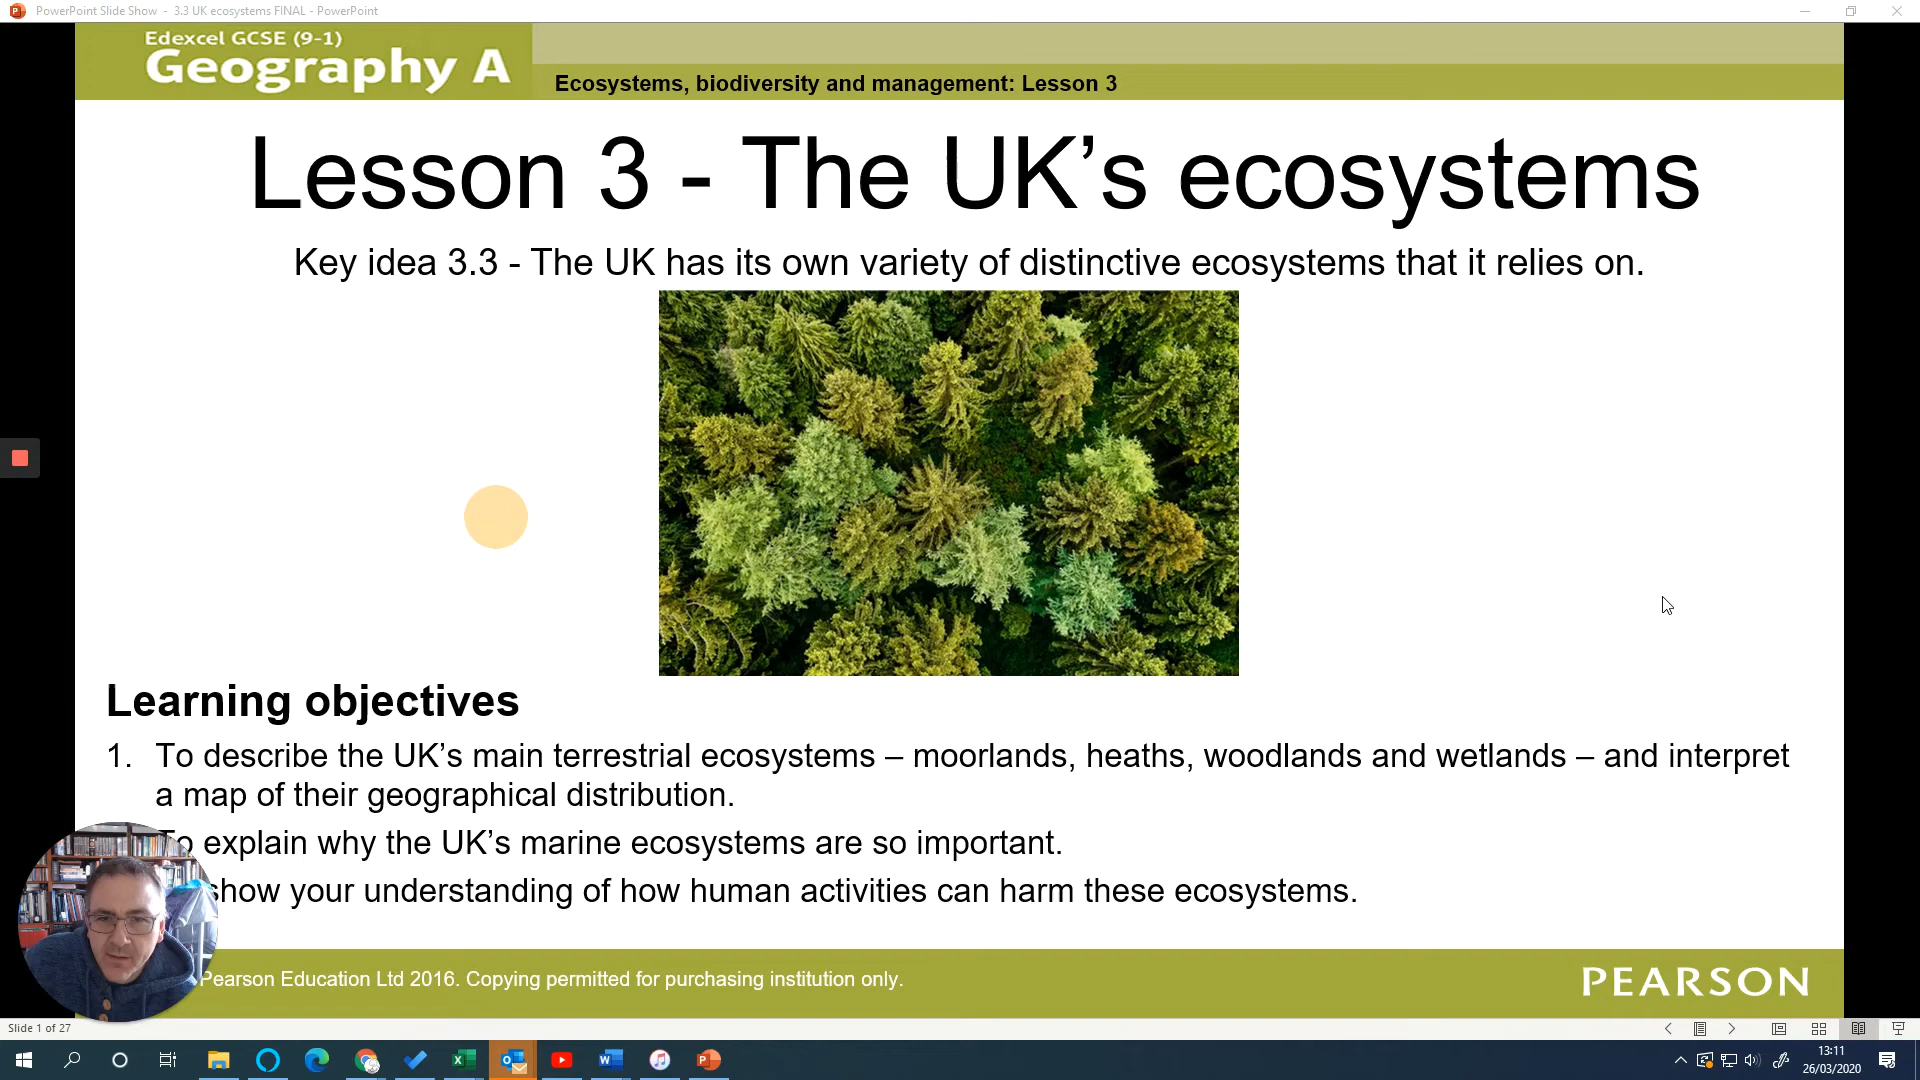 PowerPoint Slide Show - 3.3 UK ecosystems FINAL - PowerPoint
Edexcel GCSE (9-1)
Geography A
Ecosystems, biodiversity and management: Lesson 3
Lesson 3 - The UK’s ecosystems
Key idea 3.3 - The UK has its own variety of distinctive ecosystems that it relies on.
Learning objectives
1. To describe the UK’s main terrestrial ecosystems – moorlands, heaths, woodlands and wetlands – and interpret
a map of their geographical distribution.
To explain why the UK’s marine ecosystems are so important.
show your understanding of how human activities can harm these ecosystems.
Pearson Education Ltd 2016. Copying permitted for purchasing institution only.
PEARSON
Slide 1 of 27
13:11
26/03/2020